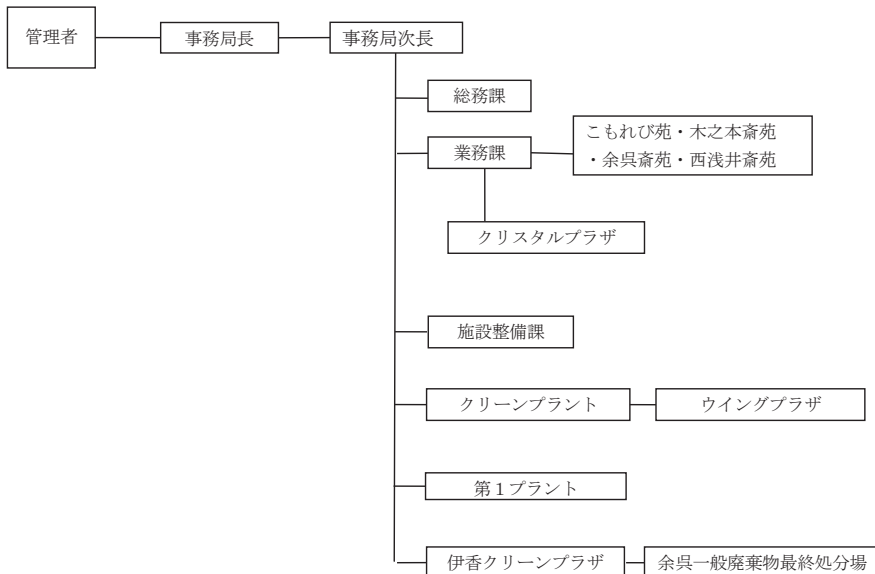 管理者
事務局長
事務局次長
総務課
業務課
こもれび苑・木之本斎苑
・余呉斎苑・西浅井斎苑
クリスタルプラザ
施設整備課
クリーンプラント
ウイングプラザ
第１プラント
伊香クリーンプラザ
余呉一般廃棄物最終処分場